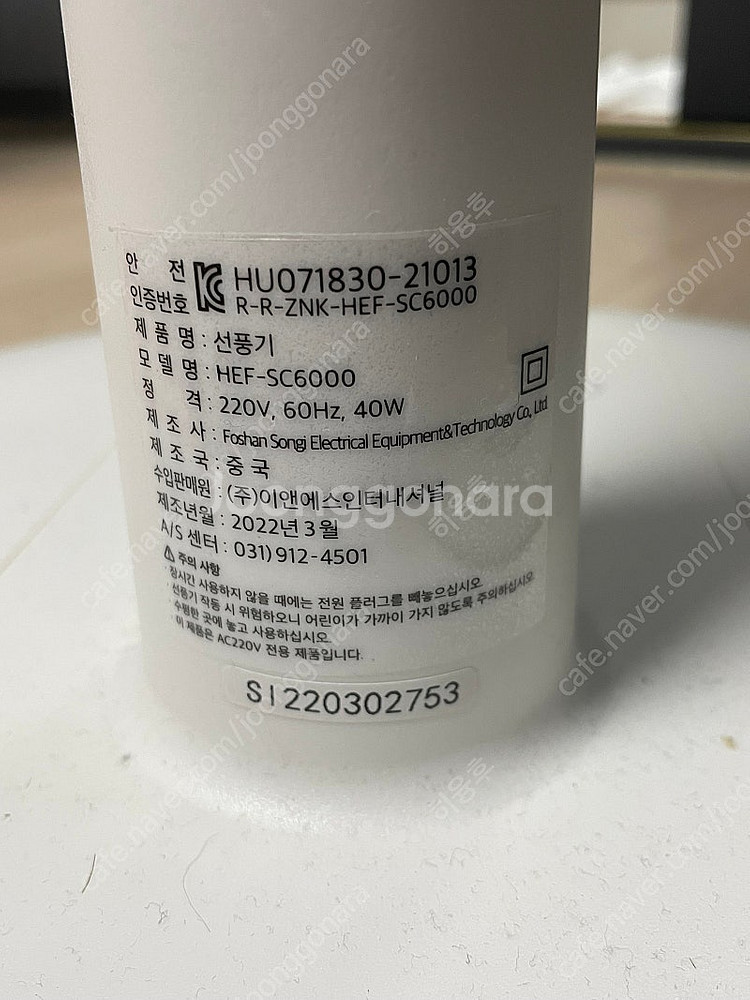 안 전
인증번호
HU071830-21013
R-R-ZNK-HEF-SC6000
제 품 명 : 선풍기
모 델 명 : HEF-SC6000
정 격 : 220V, 60Hz, 40W
제 조 사 : Foshan Songi Electrical Equipment&Technology Co., Ltd.
제 조 국 : 중 국
수입판매원 : (주)이앤에스인터내셔널
제조년월 : 2022년 3월
A/S 센터 : 031) 912-4501
⚠ 주의 사항
· 장시간 사용하지 않을 때에는 전원 플러그를 빼놓으십시오
· 선풍기 작동 시 위험하오니 어린이가 가까이 가지 않도록 주의하십시오
· 수평한 곳에 놓고 사용하십시오.
· 이 제품은 AC220V 전용 제품입니다.
SI220302753
joonggonara
cafe.naver.com/joonggonara
히응후